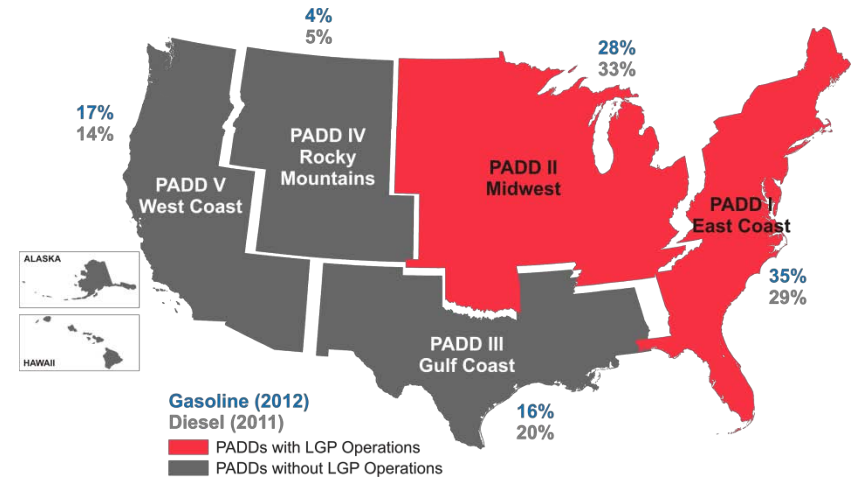 4%
5%
28%
33%
17%
14%
PADD IV
Rocky
Mountains
PADD II
Midwest
PADD V
West Coast
PADD I
East Coast
ALASKA
35%
29%
HAWAII
PADD III
Gulf Coast
Gasoline (2012)
Diesel (2011)
16%
20%
PADDs with LGP Operations
PADDs without LGP Operations